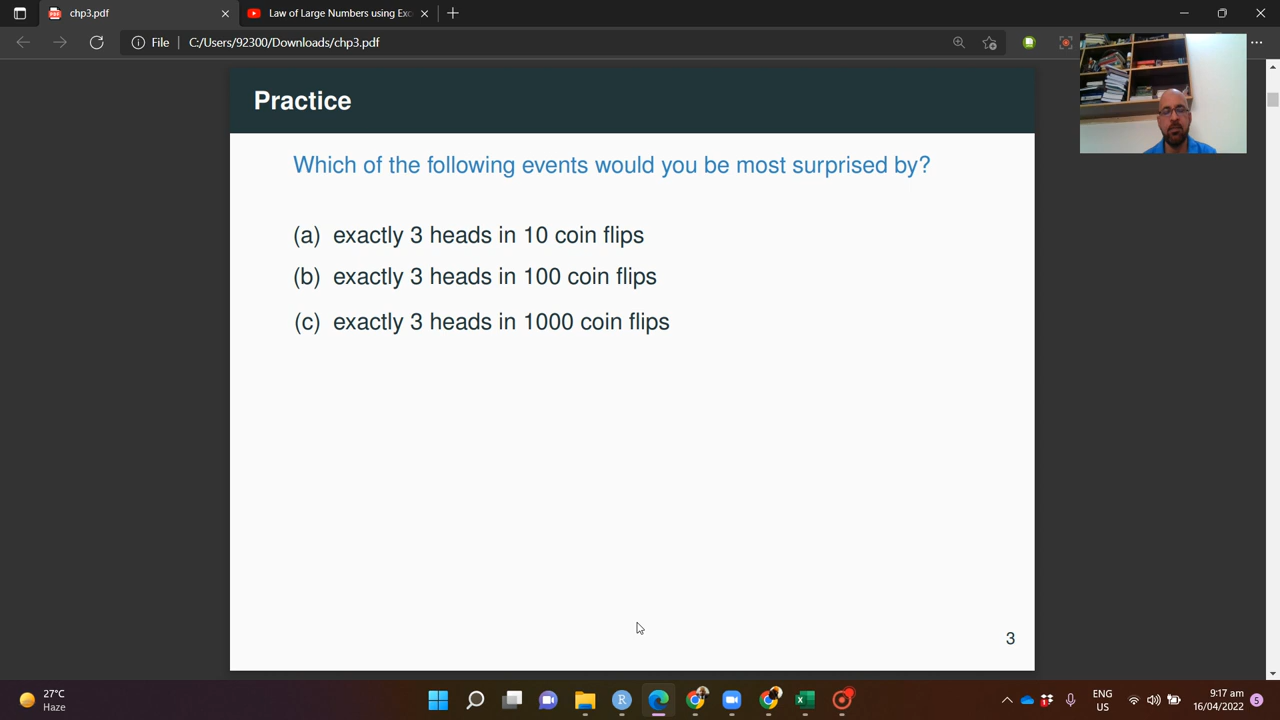 chp3.pdf
Law of Large Numbers using Exc
File
C:/Users/92300/Downloads/chp3.pdf
Practice
Which of the following events would you be most surprised by?
(a) exactly 3 heads in 10 coin flips
(b) exactly 3 heads in 100 coin flips
(c) exactly 3 heads in 1000 coin flips
3
27°C
Haze
ENG
US
9:17 am
16/04/2022
5